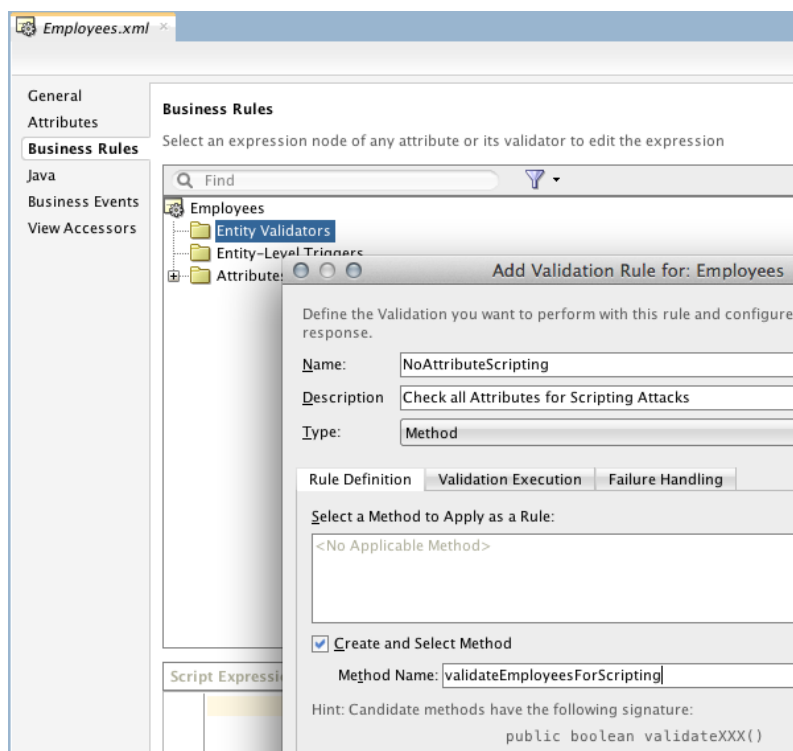 Employees.xml
General
Attributes
Business Rules
Java
Business Events
View Accessors
Business Rules
Select an expression node of any attribute or its validator to edit the expression
Find
Employees
Entity Validators
Entity-Level Triggers
Attribute
Script Expressi
Add Validation Rule for: Employees
Define the Validation you want to perform with this rule and configure
response.
Name: NoAttributeScripting
Description Check all Attributes for Scripting Attacks
Type: Method
Rule Definition Validation Execution Failure Handling
Select a Method to Apply as a Rule:
<No Applicable Method>
Create and Select Method
Method Name: validateEmployeesForScripting
Hint: Candidate methods have the following signature:
public boolean validateXXX()